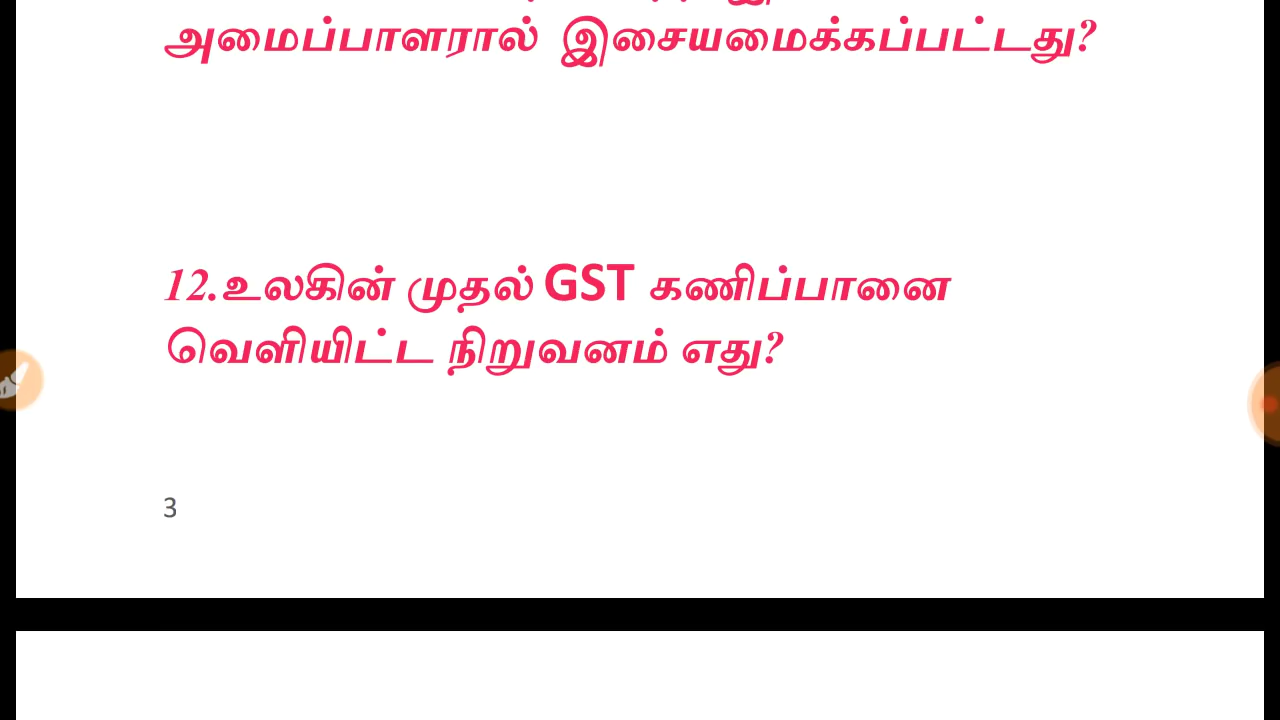 அமைப்பாளரால் இசையமைக்கப்பட்டது?
12.உலகின் முதல் GST கணிப்பானை
வெளியிட்ட நிறுவனம் எது?
3